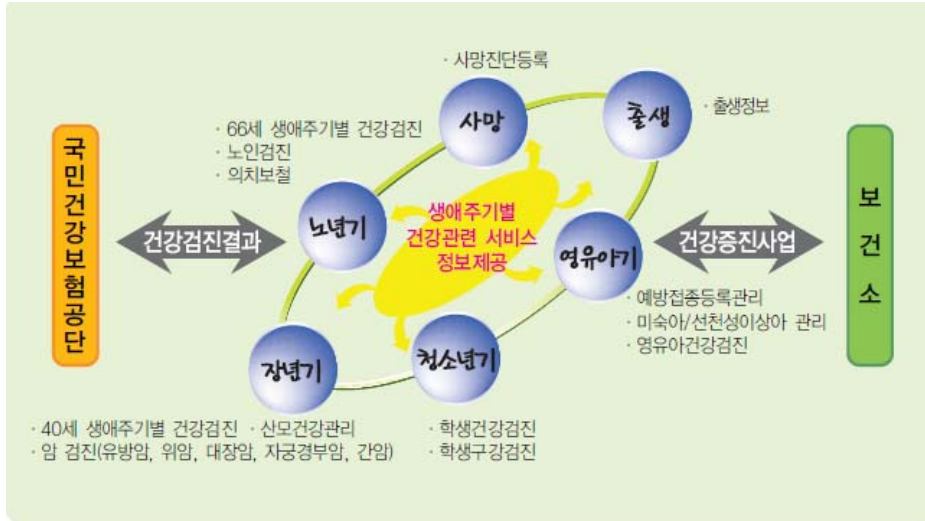 · 사망진단등록
사망
출생
· 출생정보
· 66세 생애주기별 건강검진
· 노인검진
· 의치보철
국민건강보험공단
건강검진결과
노년기
생애주기별
건강관련 서비스
정보제공
영유아기
건강증진사업
보건소
· 예방접종등록관리
· 미숙아/선천성이상아 관리
· 영유아건강검진
장년기
청소년기
· 40세 생애주기별 건강검진 · 산모건강관리
· 암 검진(유방암, 위암, 대장암, 자궁경부암, 간암)
· 학생건강검진
· 학생구강검진